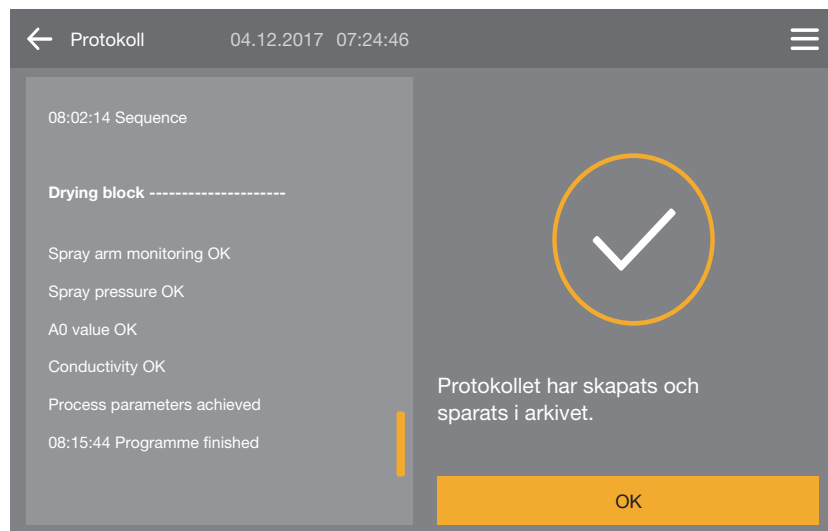 Protokoll 04.12.2017 07:24:46
08:02:14 Sequence
Drying block ---------------------
Spray arm monitoring OK
Spray pressure OK
A0 value OK
Conductivity OK
Process parameters achieved
08:15:44 Programme finished
Protokollet har skapats och
sparats i arkivet.
OK